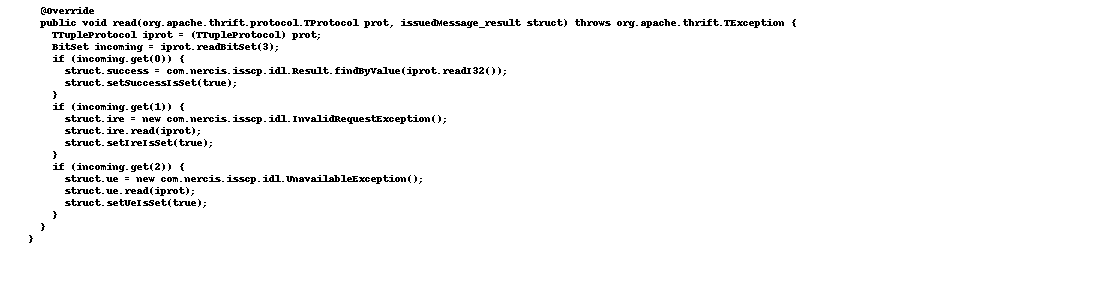 @Override
public void read(org.apache.thrift.protocol.TProtocol prot, issuedMessage_result struct) throws org.apache.thrift.TException {
TTupleProtocol iprot = (TTupleProtocol) prot;
BitSet incoming = iprot.readBitSet(3);
if (incoming.get(0)) {
struct.success = com.nercis.isscp.idl.Result.findByValue(iprot.readI32());
struct.setSuccessIsSet(true);
}
if (incoming.get(1)) {
struct.ire = new com.nercis.isscp.idl.InvalidRequestException();
struct.ire.read(iprot);
struct.setIreIsSet(true);
}
if (incoming.get(2)) {
struct.ue = new com.nercis.isscp.idl.UnavailableException();
struct.ue.read(iprot);
struct.setUeIsSet(true);
}
}
}